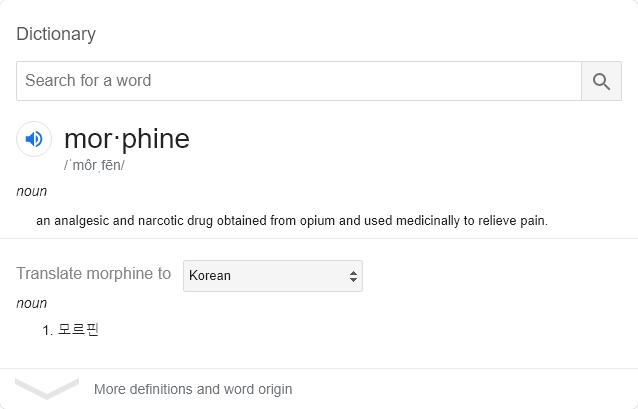 Dictionary
Search for a word
mor·phine
/ˈmôrˌfēn/
noun
an analgesic and narcotic drug obtained from opium and used medicinally to relieve pain.
Translate morphine to Korean
noun
1. 모르핀
More definitions and word origin